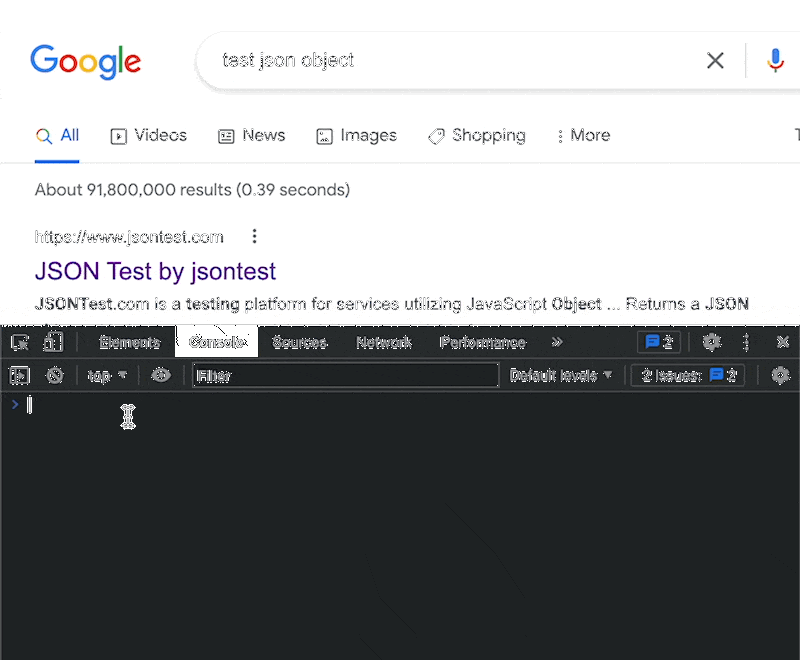 Google
test json object
All Videos News Images Shopping More
About 91,800,000 results (0.39 seconds)
https://www.jsontest.com
JSON Test by jsontest
JSONTest.com is a testing platform for services utilizing JavaScript Object ... Returns a JSON
Elements Console Sources Network Performance » 2
top Filter Default levels 2 Issues: 2
>